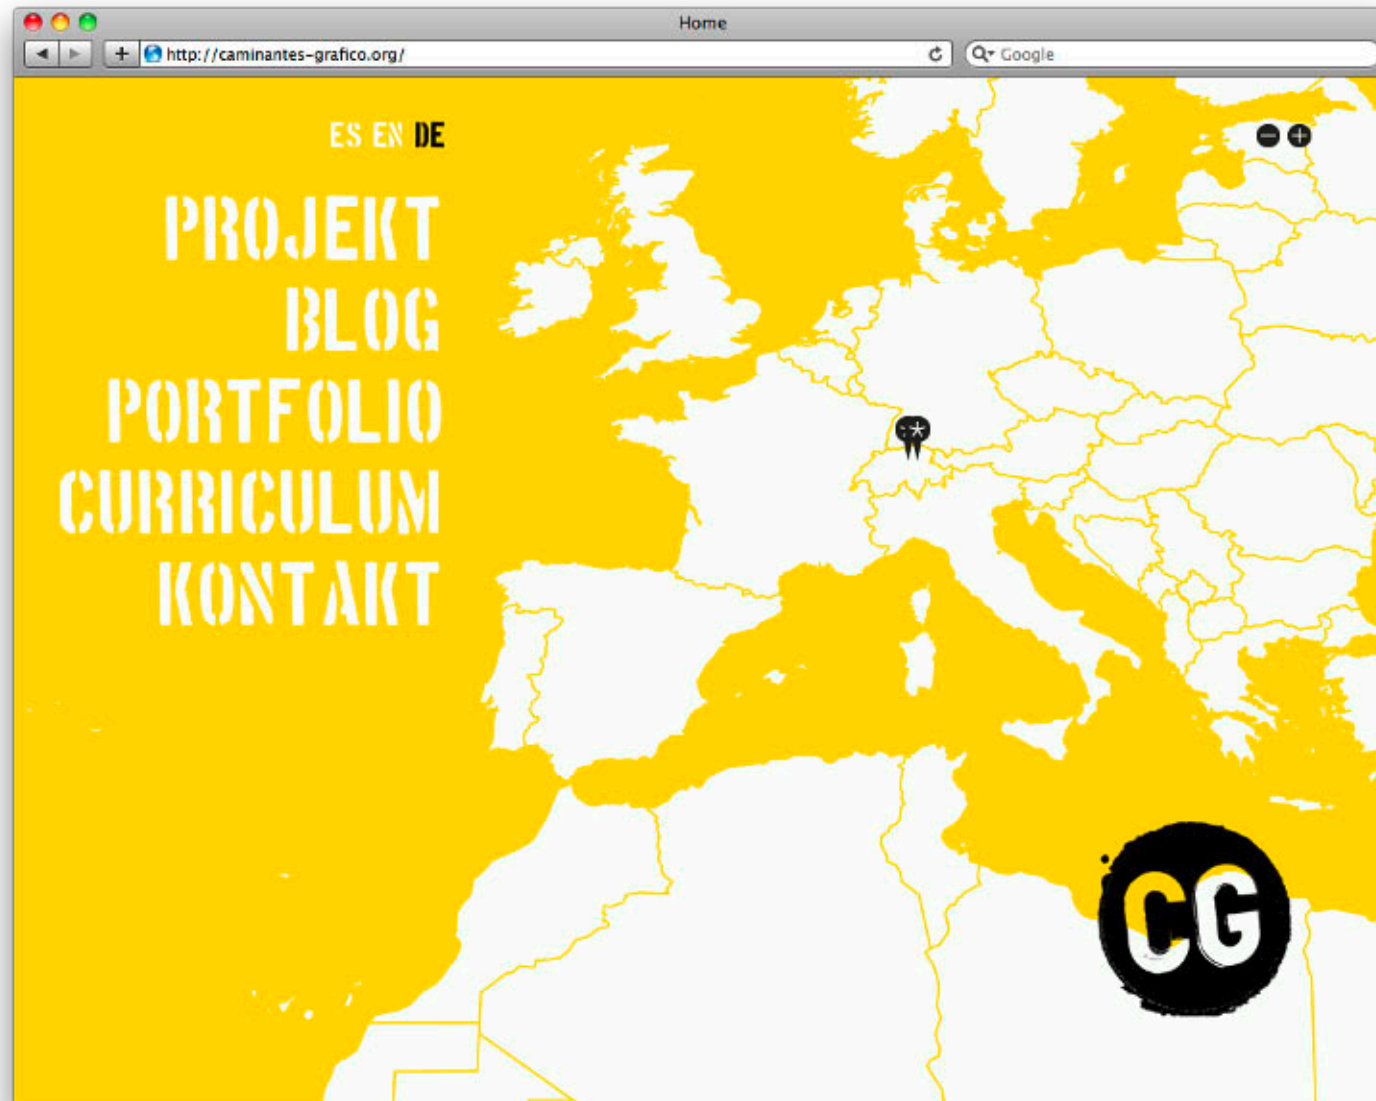 Home
http://caminantes-grafico.org/
Google
ES EN DE
PROJEKT
BLOG
PORTFOLIO
CURRICULUM
KONTAKT
CG